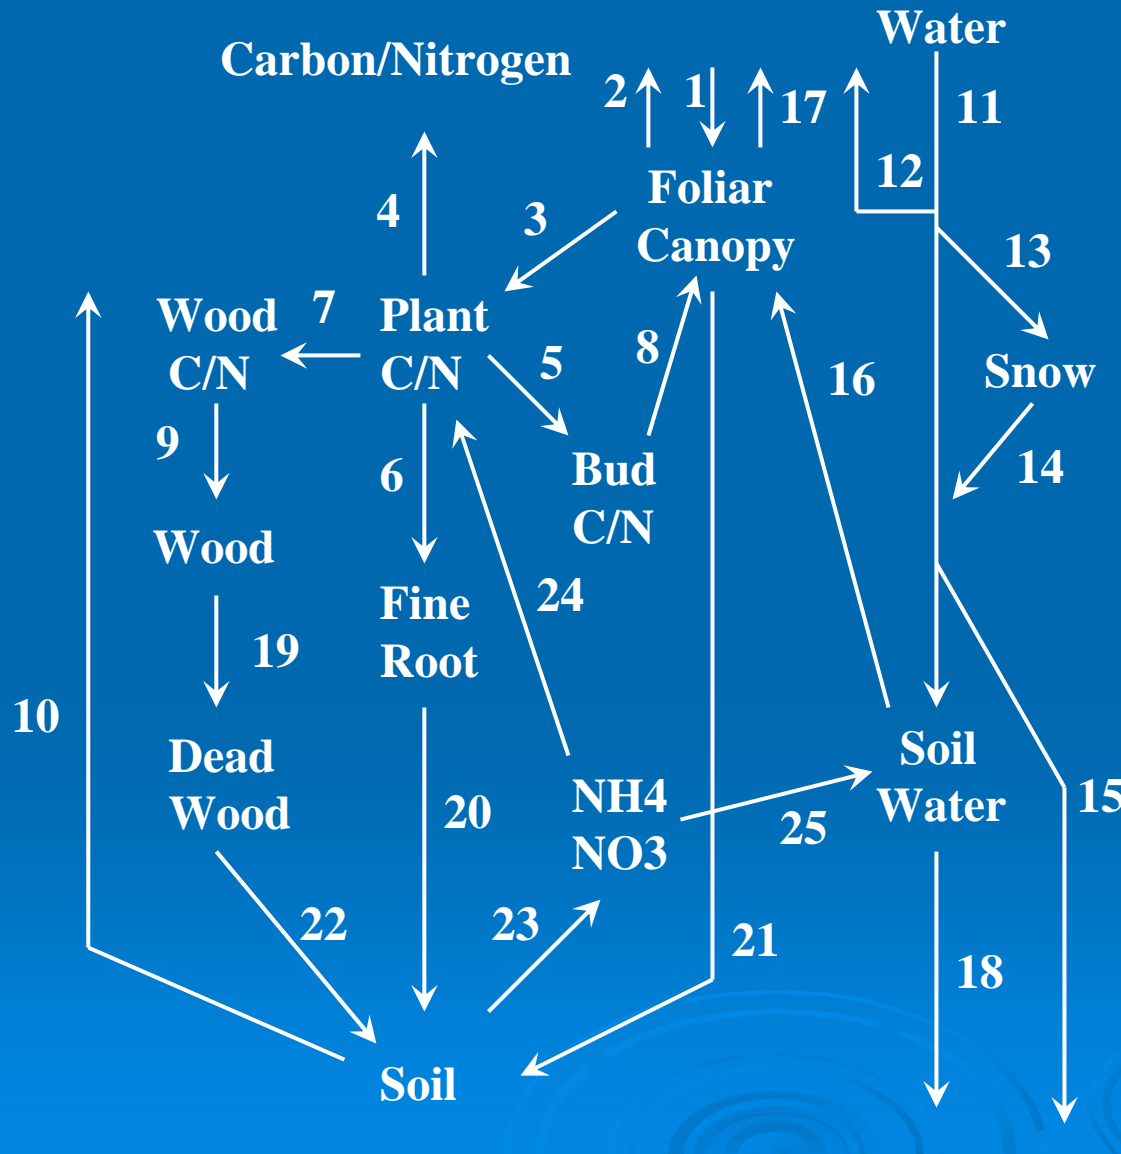 Water
Carbon/Nitrogen
2
1
17
11
12
Foliar
Canopy
4
3
13
7
Wood
C/N
Plant
C/N
5
8
16
Snow
9
6
Bud
C/N
14
Wood
24
Fine
Root
19
10
Dead
Wood
20
NH4
NO3
25
Soil
Water
15
22
23
21
18
Soil